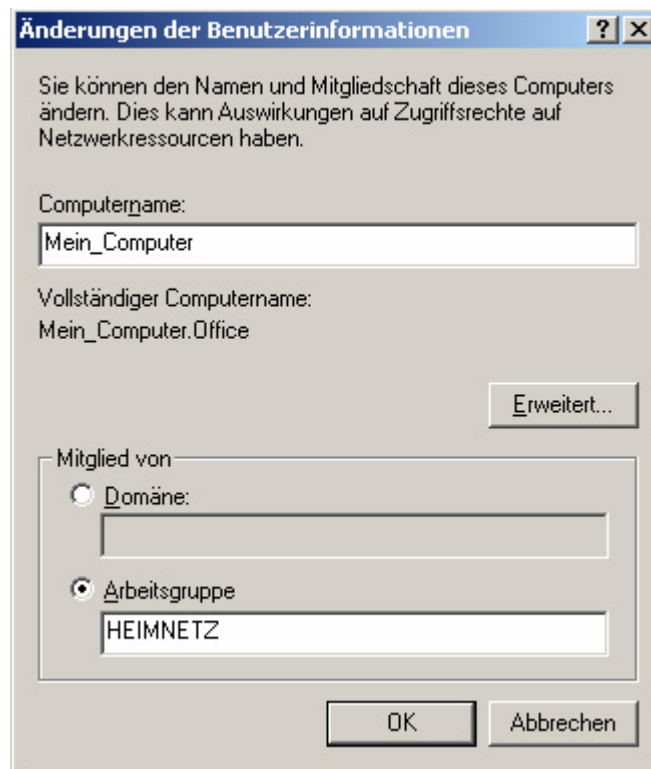 Änderungen der Benutzerinformationen
Sie können den Namen und Mitgliedschaft dieses Computers
ändern. Dies kann Auswirkungen auf Zugriffsrechte auf
Netzwerkressourcen haben.
Computername:
Mein_Computer
Vollständiger Computername:
Mein_Computer.Office
Erweitert...
Mitglied von
Domäne:
Arbeitsgruppe
HEIMNETZ
OK
Abbrechen